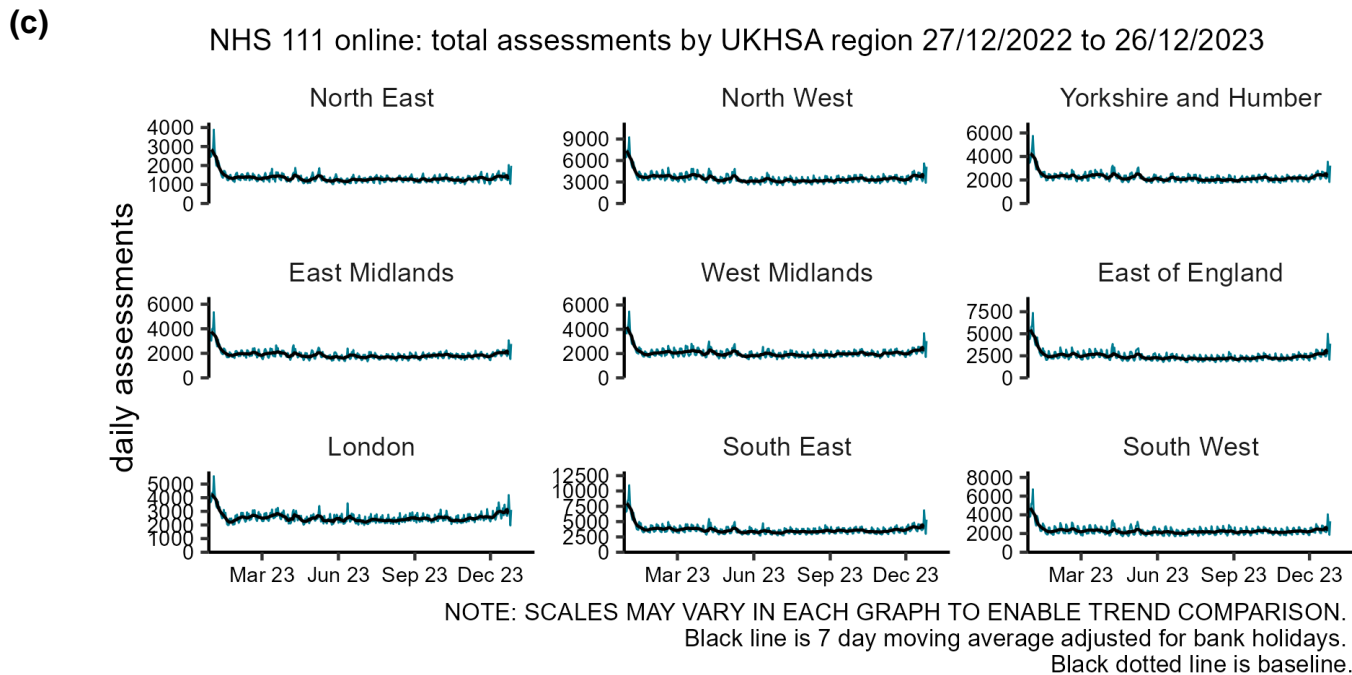 (c)
NHS 111 online: total assessments by UKHSA region 27/12/2022 to 26/12/2023
daily assessments
North East
4000
3000
2000
1000
0
North West
9000
6000
3000
0
Yorkshire and Humber
6000
4000
2000
0
East Midlands
6000
4000
2000
0
West Midlands
6000
4000
2000
0
East of England
7500
5000
2500
0
London
5000
4000
3000
2000
1000
0
Mar 23 Jun 23 Sep 23 Dec 23
South East
12500
10000
7500
5000
2500
0
Mar 23 Jun 23 Sep 23 Dec 23
South West
8000
6000
4000
2000
0
Mar 23 Jun 23 Sep 23 Dec 23
NOTE: SCALES MAY VARY IN EACH GRAPH TO ENABLE TREND COMPARISON.
Black line is 7 day moving average adjusted for bank holidays.
Black dotted line is baseline.